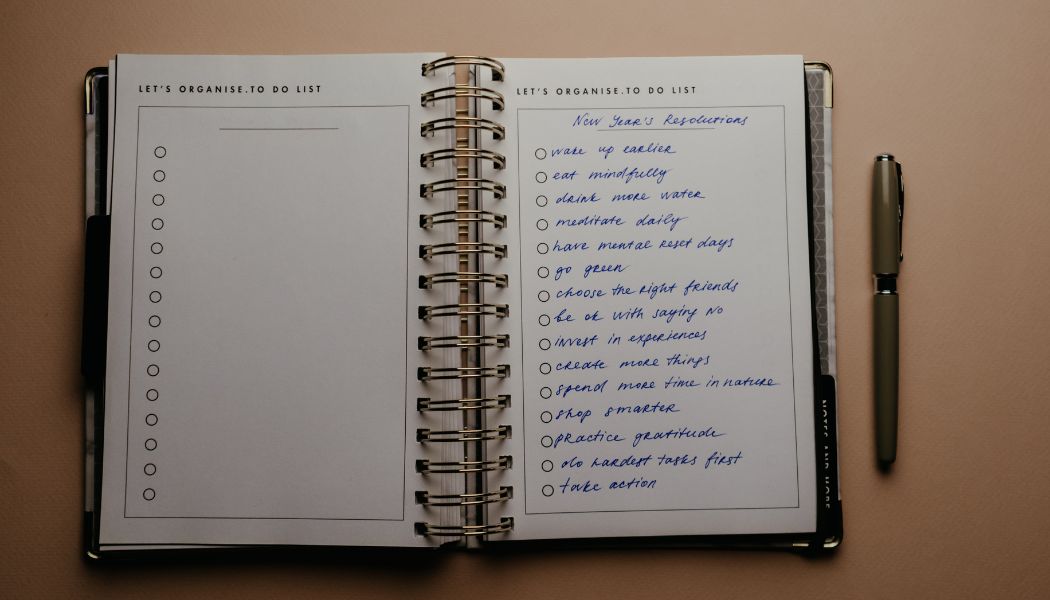 LET'S ORGANISE.TO DO LIST
LET'S ORGANISE.TO DO LIST
New Year's Resolutions
wake up earlier
eat mindfully
drink more water
meditate daily
have mental reset days
go green
choose the right friends
be ok with saying No
invest in experiences
create more things
spend more time in nature
shop smarter
practice gratitude
do hardest tasks first
take action
NOTES AND MORE